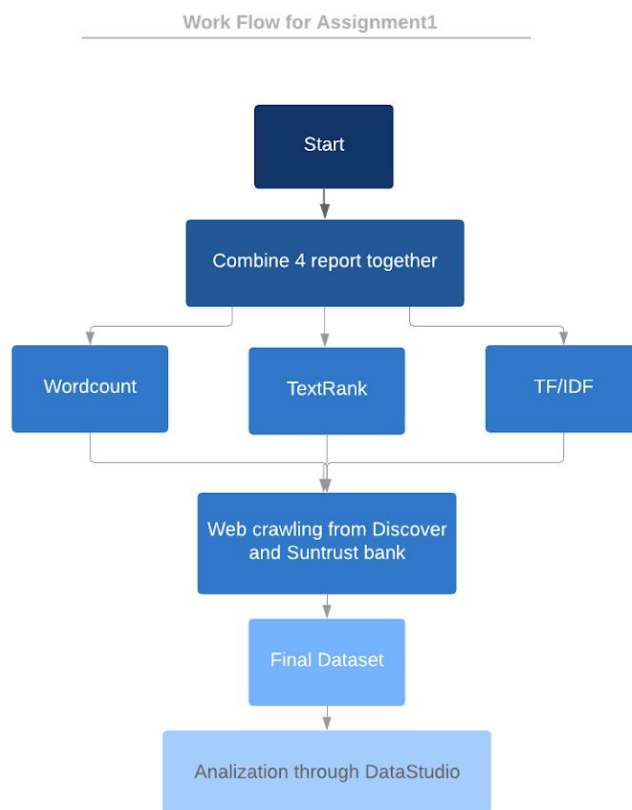 Work Flow for Assignment1
Start
Combine 4 report together
Wordcount
TextRank
TF/IDF
Web crawling from Discover
and Suntrust bank
Final Dataset
Analization through DataStudio